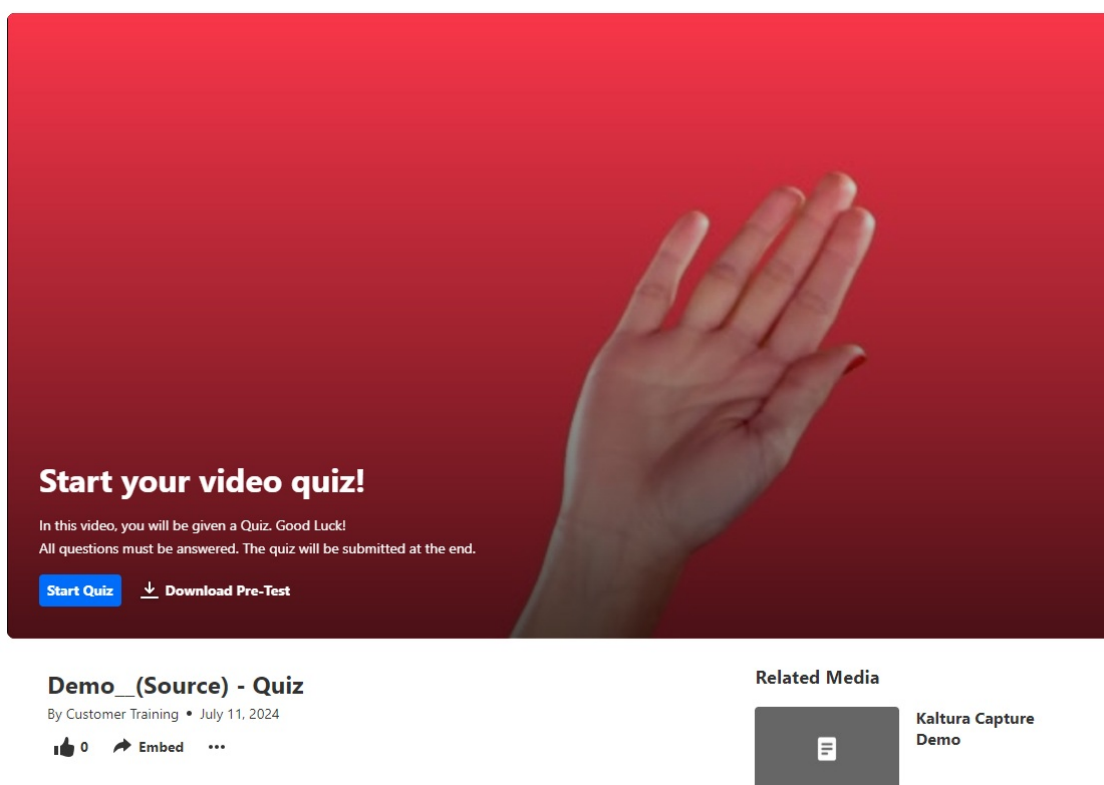 Start your video quiz!
In this video, you will be given a Quiz. Good Luck!
All questions must be answered. The quiz will be submitted at the end.
Start Quiz
Download Pre-Test
Demo__(Source) - Quiz
By Customer Training • July 11, 2024
0
Embed
Related Media
Kaltura Capture
Demo